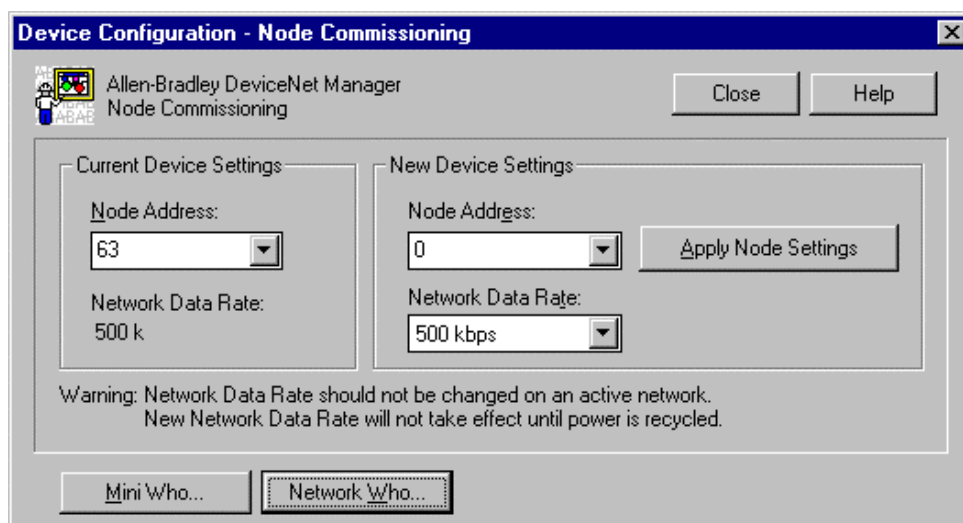 Device Configuration - Node Commissioning
Allen-Bradley DeviceNet Manager
Node Commissioning
Close
Help
Current Device Settings
Node Address:
63
Network Data Rate:
500 k
New Device Settings
Node Address:
0
Apply Node Settings
Network Data Rate:
500 kbps
Warning: Network Data Rate should not be changed on an active network.
New Network Data Rate will not take effect until power is recycled.
Mini Who...
Network Who...